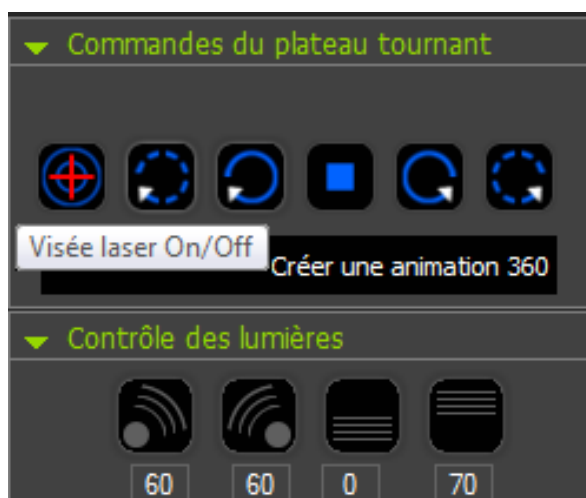 Commandes du plateau tournant
Visée laser On/Off
Créer une animation 360
Contrôle des lumières
60 60 0 70